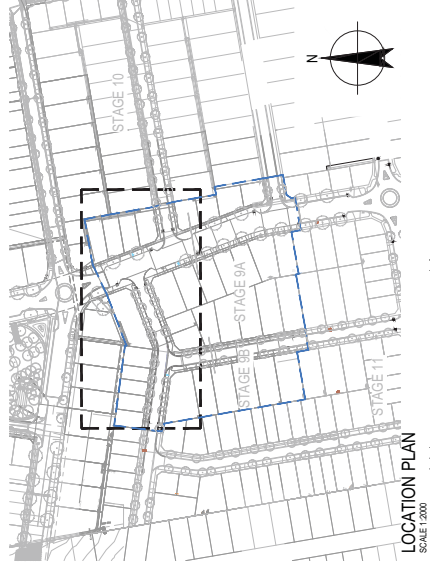 STAGE 10
N
STAGE 9A
STAGE 9B
STAGE 11
LOCATION PLAN
SCALE 1:2000